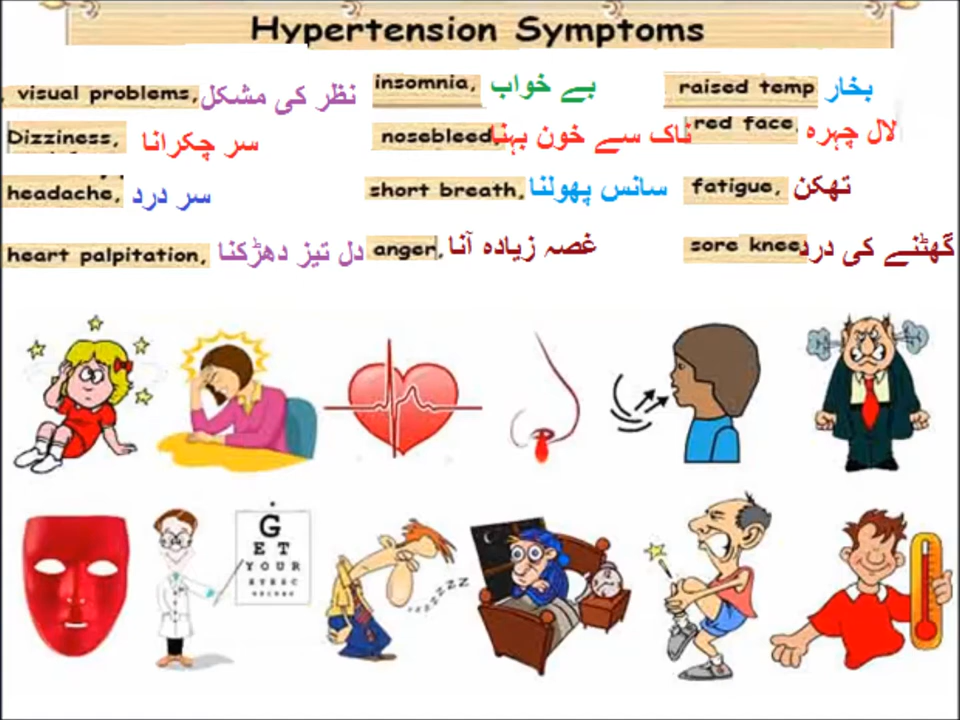 Hypertension Symptoms
visual problems, نظر کی مشکل
insomnia, بے خواب
raised temp بخار
Dizziness, سر چکرانا
nosebleed, ناک سے خون بہنا
red face, لال چہرہ
headache, سر درد
short breath, سانس پھولنا
fatigue, تھکن
heart palpitation, دل تیز دھڑکنا
anger, غصہ زیادہ آنا
sore knee گھٹنے کی درد
G
E T
Y O U R
zzzzz